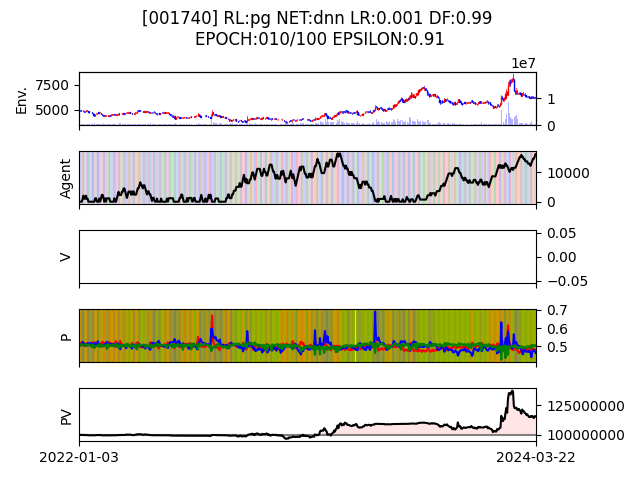 [001740] RL:pg NET:dnn LR:0.001 DF:0.99
EPOCH:010/100 EPSILON:0.91
1e7
Env.
7500
5000
1
0
Agent
10000
0
V
0.05
0.00
−0.05
P
0.7
0.6
0.5
PV
125000000
100000000
2022-01-03
2024-03-22